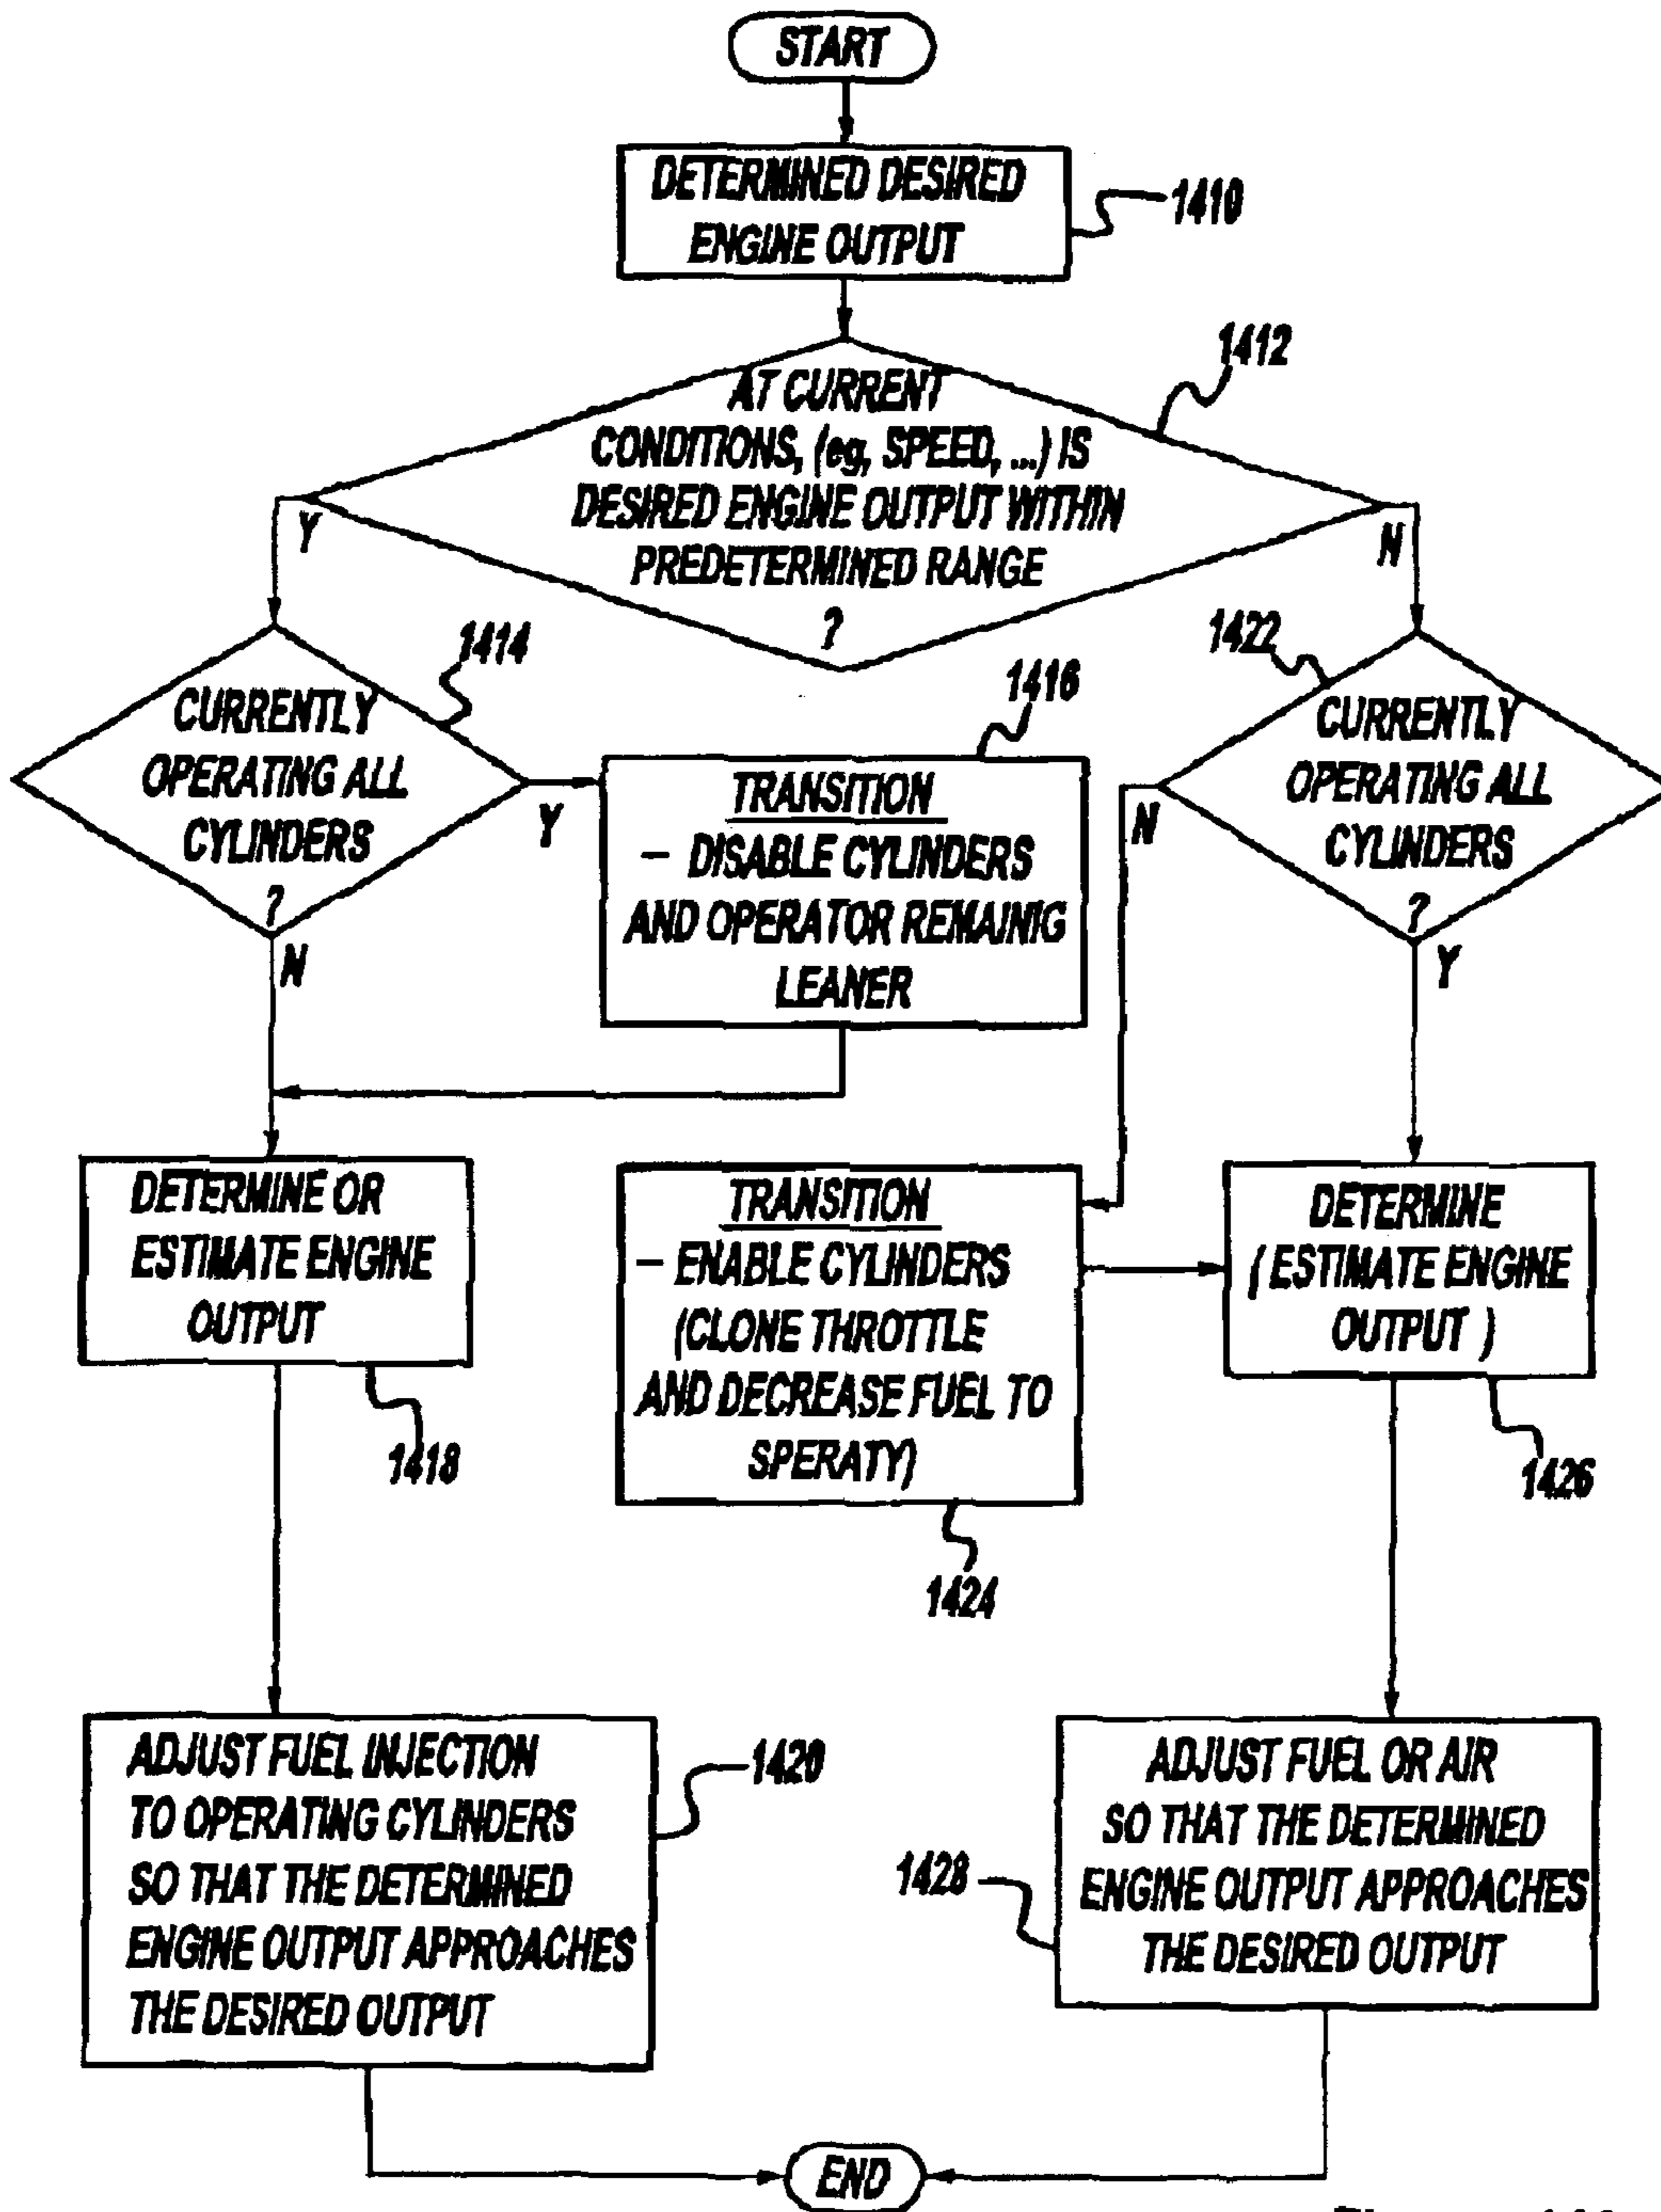 START
DETERMINED DESIRED
ENGINE OUTPUT
1410
1412
AT CURRENT
CONDITIONS, (eg, SPEED, ...) IS
DESIRED ENGINE OUTPUT WITHIN
PREDETERMINED RANGE
?
Y
N
1414
CURRENTLY
OPERATING ALL
CYLINDERS
?
Y
N
1416
TRANSITION
– DISABLE CYLINDERS
AND OPERATOR REMAINIG
LEANER
1422
CURRENTLY
OPERATING ALL
CYLINDERS
?
N
Y
DETERMINE OR
ESTIMATE ENGINE
OUTPUT
1418
TRANSITION
– ENABLE CYLINDERS
(CLONE THROTTLE
AND DECREASE FUEL TO
SPERATY)
1424
DETERMINE
( ESTIMATE ENGINE
OUTPUT )
1426
ADJUST FUEL INJECTION
TO OPERATING CYLINDERS
SO THAT THE DETERMINED
ENGINE OUTPUT APPROACHES
THE DESIRED OUTPUT
1420
ADJUST FUEL OR AIR
SO THAT THE DETERMINED
ENGINE OUTPUT APPROACHES
THE DESIRED OUTPUT
1428
END